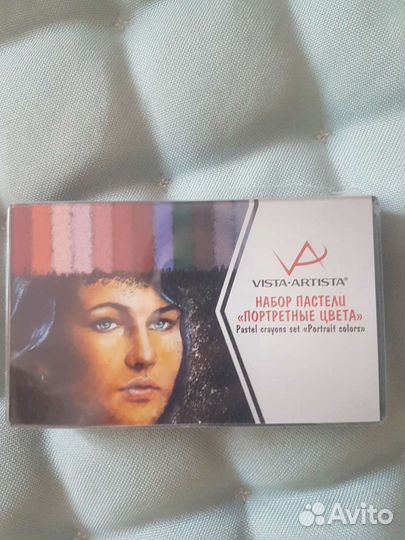 VISTA-ARTISTA®
НАБОР ПАСТЕЛИ
«ПОРТРЕТНЫЕ ЦВЕТА»
Pastel crayons set «Portrait colors»
Avito